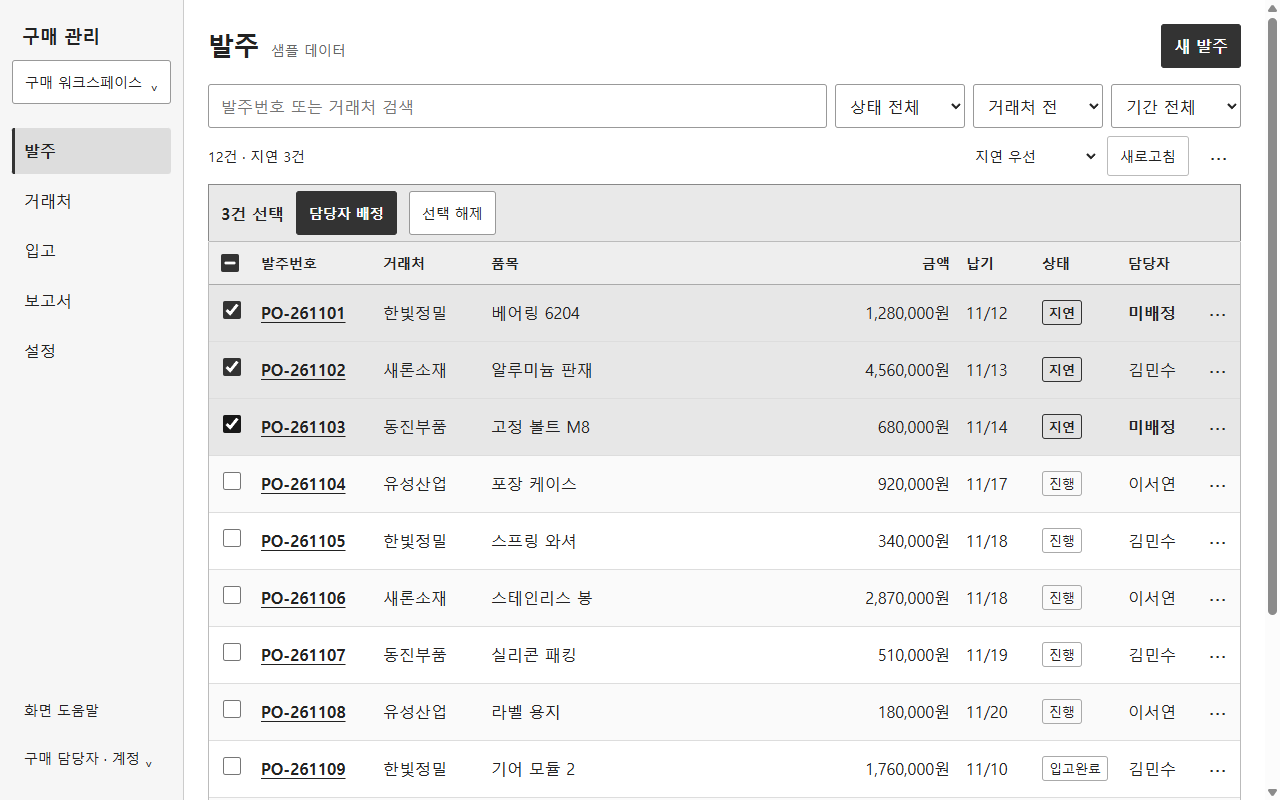 구매 관리
구매 워크스페이스
발주
거래처
입고
보고서
설정
화면 도움말
구매 담당자 · 계정
발주 샘플 데이터
새 발주
발주번호 또는 거래처 검색
상태 전체
거래처 전
기간 전체
12건 · 지연 3건
지연 우선
새로고침
...
3건 선택
담당자 배정
선택 해제
발주번호 거래처 품목 금액 납기 상태 담당자
PO-261101 한빛정밀 베어링 6204 1,280,000원 11/12 지연 미배정 ...
PO-261102 새론소재 알루미늄 판재 4,560,000원 11/13 지연 김민수 ...
PO-261103 동진부품 고정 볼트 M8 680,000원 11/14 지연 미배정 ...
PO-261104 유성산업 포장 케이스 920,000원 11/17 진행 이서연 ...
PO-261105 한빛정밀 스프링 와셔 340,000원 11/18 진행 김민수 ...
PO-261106 새론소재 스테인리스 봉 2,870,000원 11/18 진행 이서연 ...
PO-261107 동진부품 실리콘 패킹 510,000원 11/19 진행 김민수 ...
PO-261108 유성산업 라벨 용지 180,000원 11/20 진행 이서연 ...
PO-261109 한빛정밀 기어 모듈 2 1,760,000원 11/10 입고완료 김민수 ...